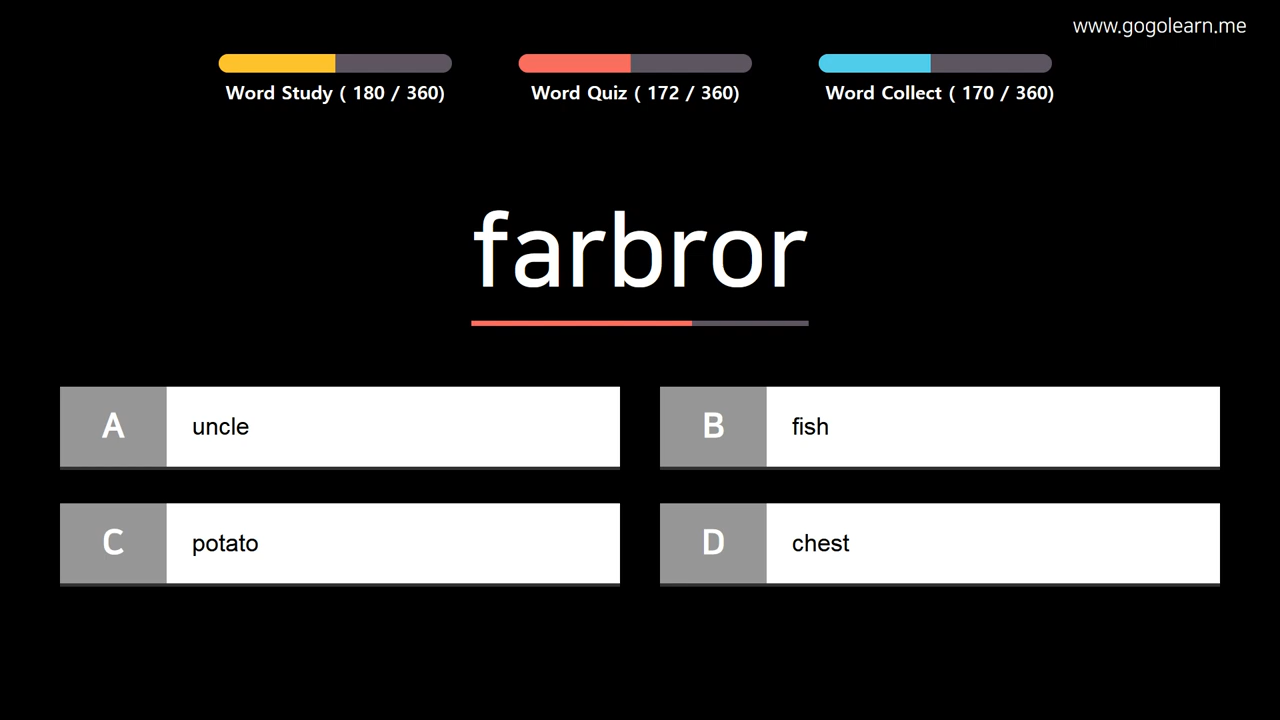 www.gogolearn.me
Word Study ( 180 / 360)
Word Quiz ( 172 / 360)
Word Collect ( 170 / 360)
farbror
A uncle
B fish
C potato
D chest